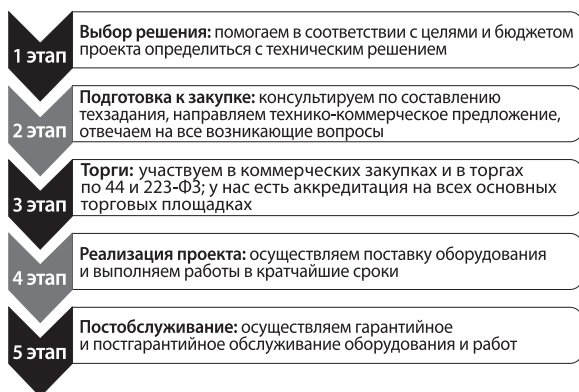 1 этап
Выбор решения: помогаем в соответствии с целями и бюджетом
проекта определиться с техническим решением
2 этап
Подготовка к закупке: консультируем по составлению
техзадания, направляем технико-коммерческое предложение,
отвечаем на все возникающие вопросы
3 этап
Торги: участвуем в коммерческих закупках и в торгах
по 44 и 223-ФЗ; у нас есть аккредитация на всех основных
торговых площадках
4 этап
Реализация проекта: осуществляем поставку оборудования
и выполняем работы в кратчайшие сроки
5 этап
Постобслуживание: осуществляем гарантийное
и постгарантийное обслуживание оборудования и работ